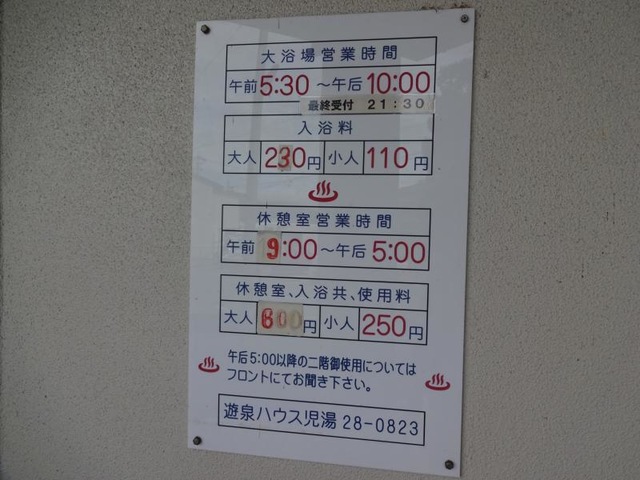 大浴場営業時間
午前5:30～午后10:00
最終受付 21:30
入浴料
大人 230円 小人 110円
休憩室営業時間
午前 9:00～午后 5:00
休憩室、入浴共、使用料
大人 600円 小人 250円
午后5:00以降の二階御使用については
フロントにてお聞き下さい。
遊泉ハウス児湯 28-0823